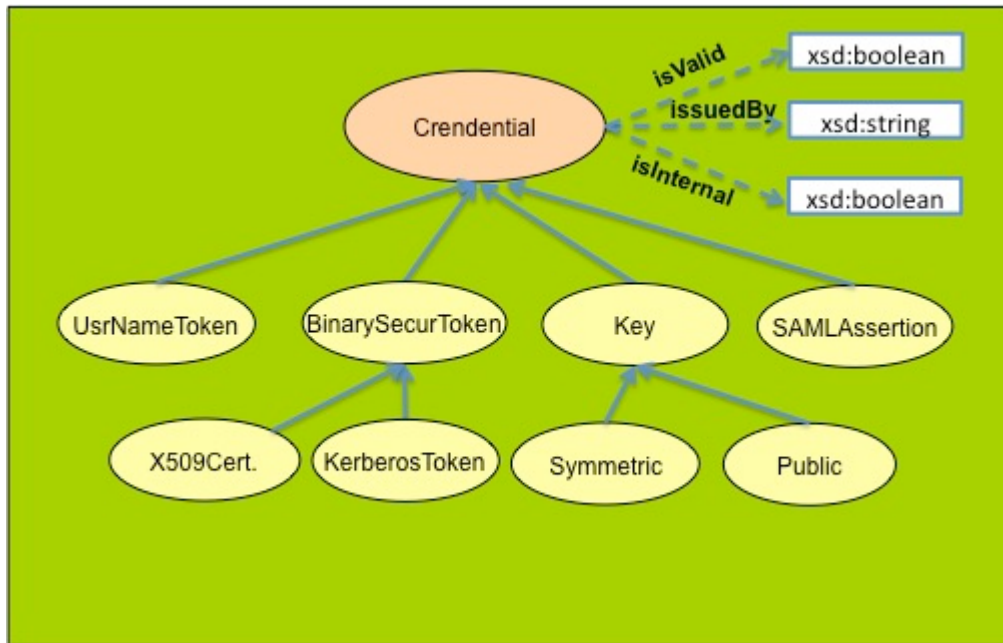 isValid
xsd:boolean
Crendential
issuedBy
xsd:string
isInternal
xsd:boolean
UsrNameToken
BinarySecurToken
Key
SAMLAssertion
X509Cert.
KerberosToken
Symmetric
Public